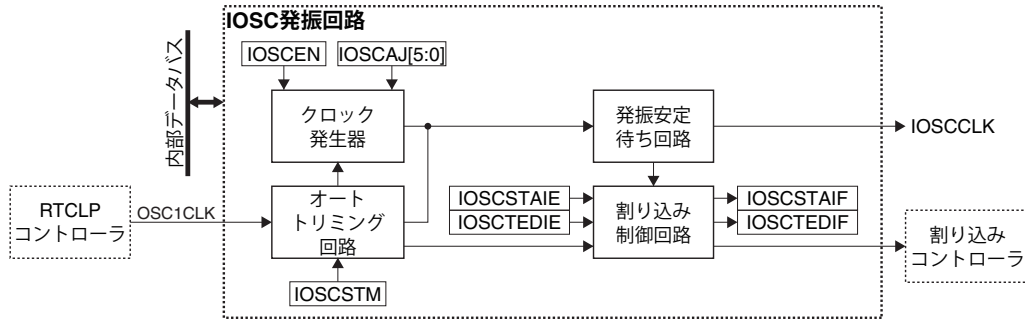 IOSC発振回路
内部データバス
IOSCEN
IOSCAJ[5:0]
クロック
発生器
発振安定
待ち回路
IOSCCLK
RTCLP
コントローラ
OSC1CLK
オート
トリミング
回路
IOSCSTAIE
IOSCTEDIE
割り込み
制御回路
IOSCSTAIF
IOSCTEDIF
割り込み
コントローラ
IOSCSTM